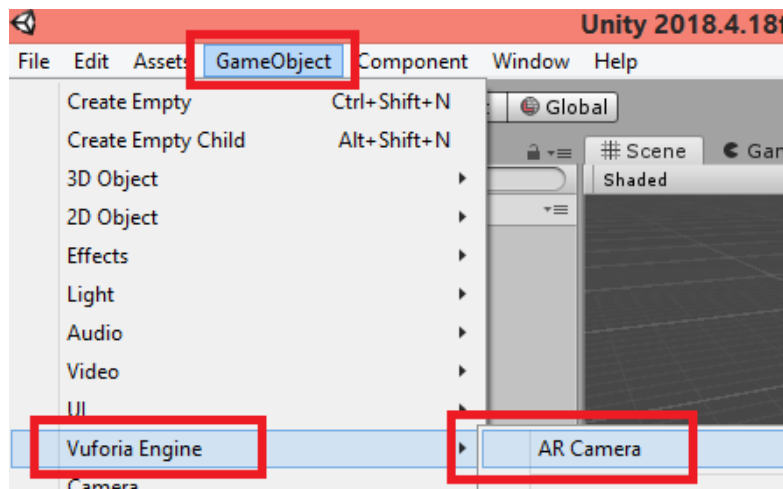 Unity 2018.4.18f
File Edit Assets GameObject Component Window Help
Create Empty Ctrl+Shift+N
Global
Create Empty Child Alt+Shift+N
Scene
3D Object
Shaded
2D Object
Effects
Light
Audio
Video
UI
Vuforia Engine AR Camera
Camera